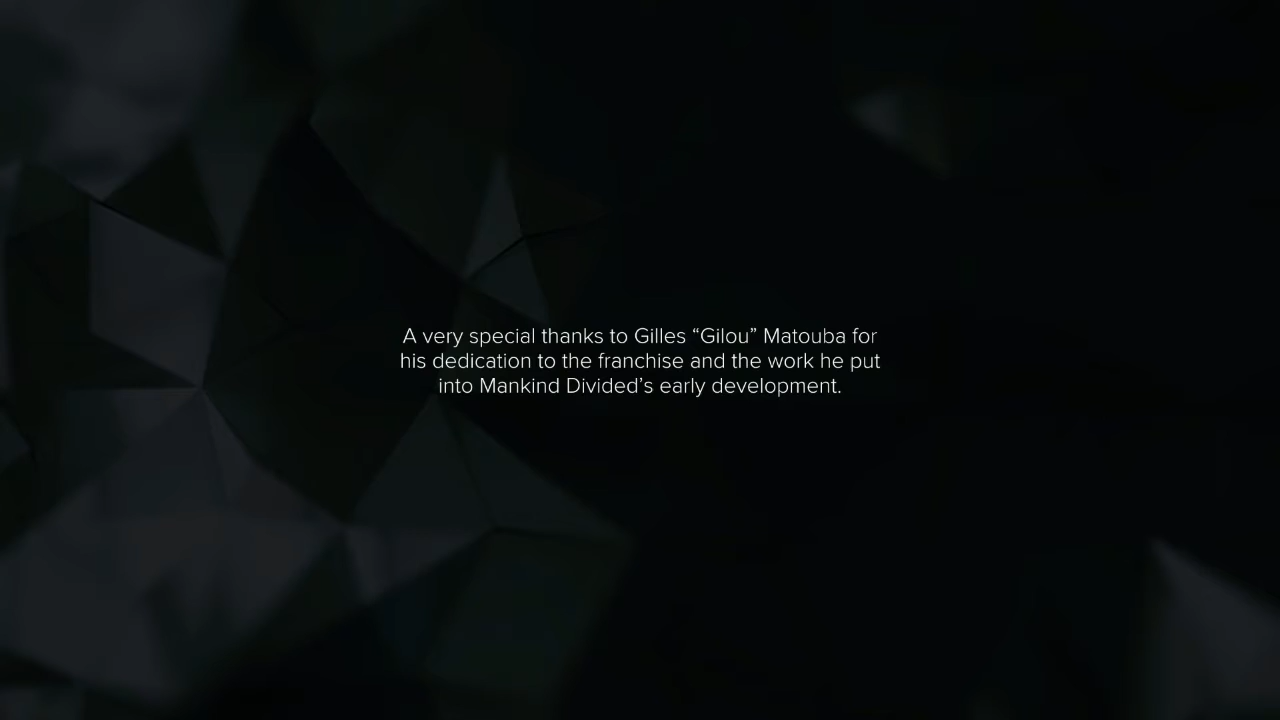 A very special thanks to Gilles “Gilou” Matouba for
his dedication to the franchise and the work he put
into Mankind Divided’s early development.